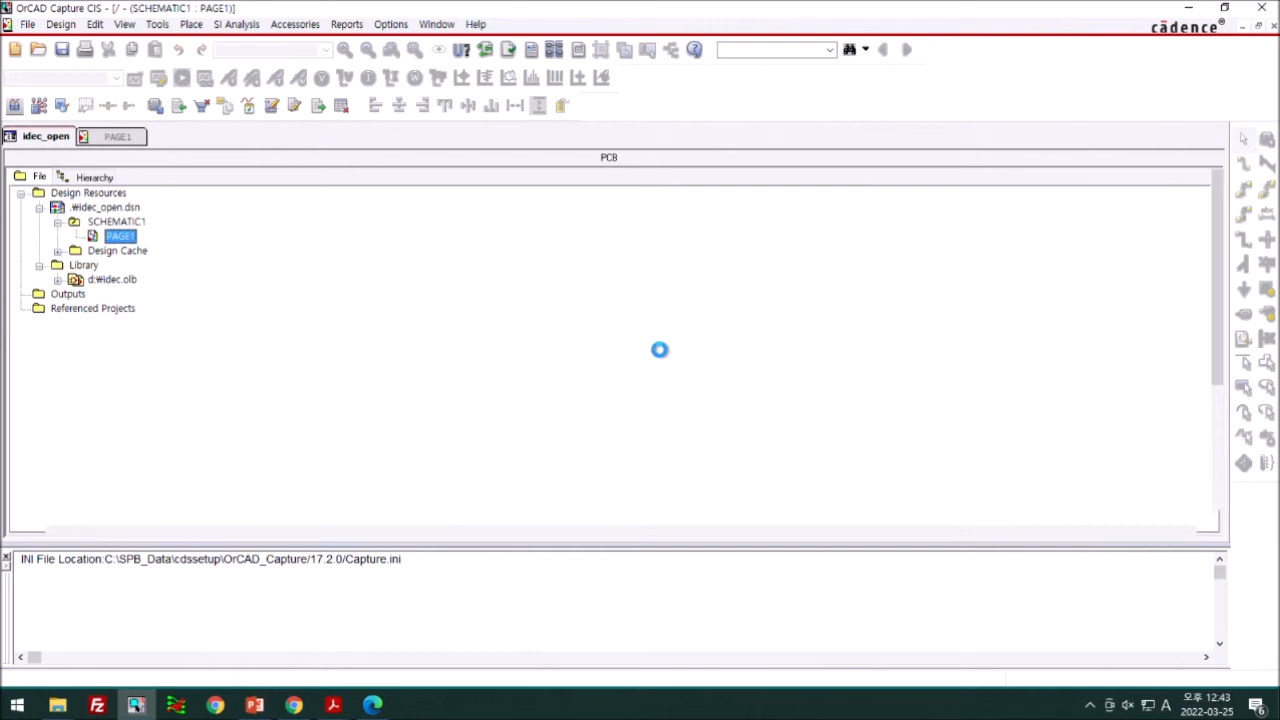 OrCAD Capture CIS - [/ - (SCHEMATIC1 : PAGE1)]
File Design Edit View Tools Place SI Analysis Accessories Reports Options Window Help
cādence®
idec_open PAGE1
PCB
File Hierarchy
Design Resources
.₩idec_open.dsn
SCHEMATIC1
PAGE1
Design Cache
Library
d:₩idec.olb
Outputs
Referenced Projects
INI File Location:C:\SPB_Data\cdssetup\OrCAD_Capture/17.2.0/Capture.ini
A 오후 12:43
2022-03-25
6